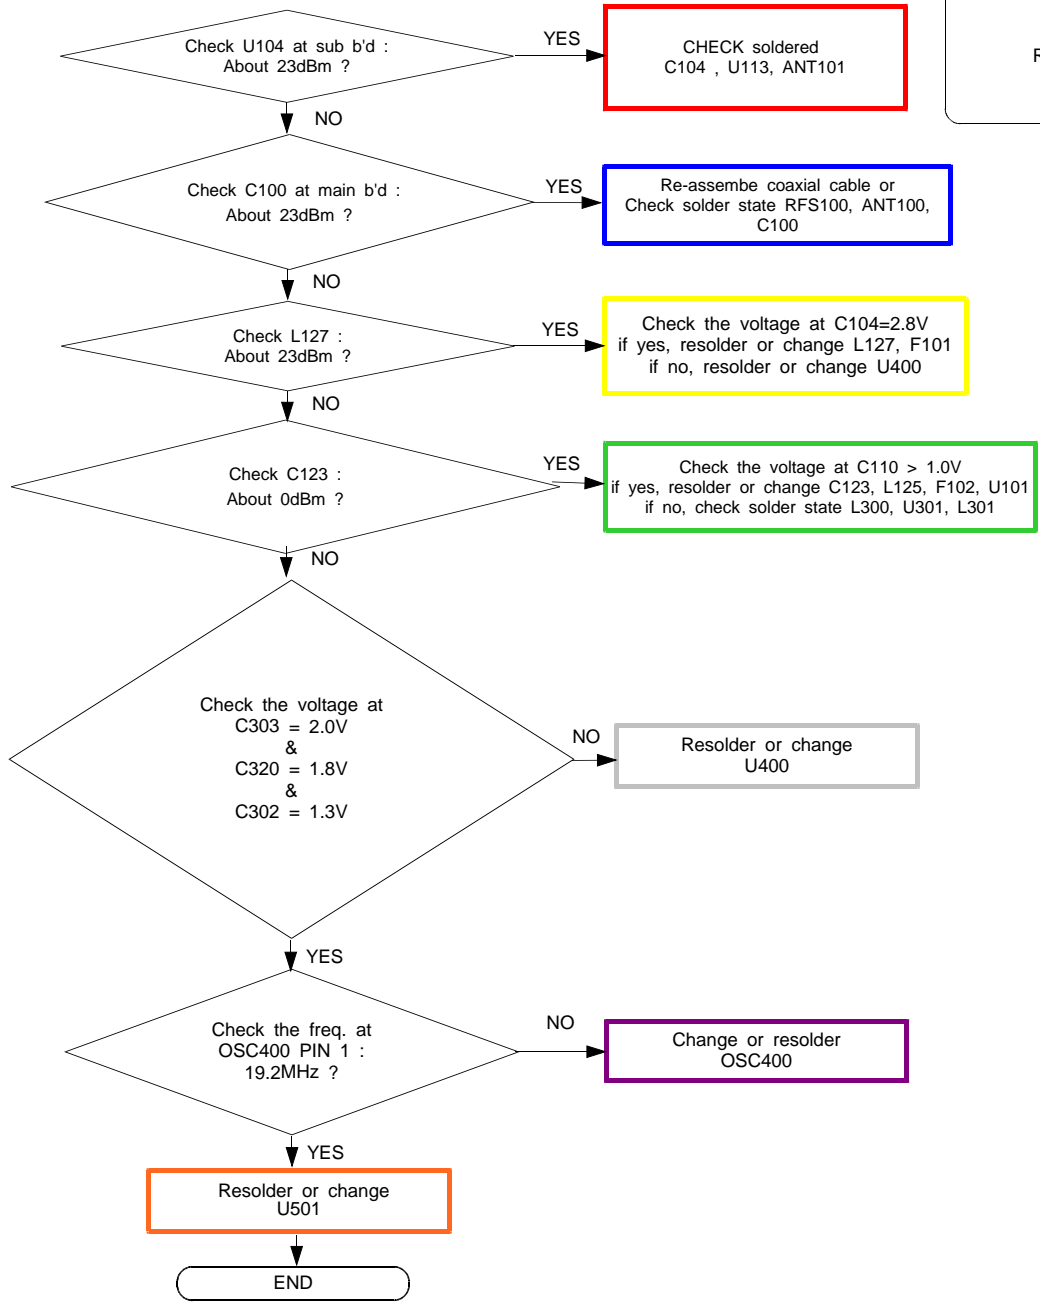 Check U104 at sub b'd :
About 23dBm ?
YES
CHECK soldered
C104 , U113, ANT101
R
NO
Check C100 at main b'd :
About 23dBm ?
YES
Re-assembe coaxial cable or
Check solder state RFS100, ANT100,
C100
NO
Check L127 :
About 23dBm ?
YES
Check the voltage at C104=2.8V
if yes, resolder or change L127, F101
if no, resolder or change U400
NO
Check C123 :
About 0dBm ?
YES
Check the voltage at C110 > 1.0V
if yes, resolder or change C123, L125, F102, U101
if no, check solder state L300, U301, L301
NO
Check the voltage at
C303 = 2.0V
&
C320 = 1.8V
&
C302 = 1.3V
NO
Resolder or change
U400
YES
Check the freq. at
OSC400 PIN 1 :
19.2MHz ?
NO
Change or resolder
OSC400
YES
Resolder or change
U501
END